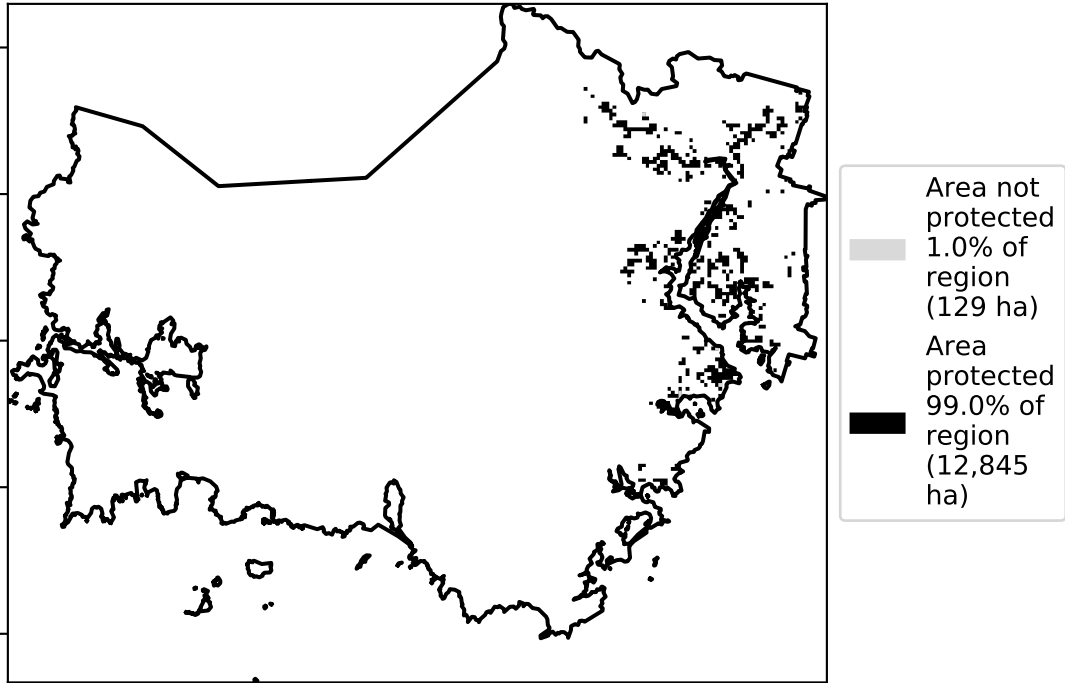 Area not
protected
1.0% of
region
(129 ha)
Area
protected
99.0% of
region
(12,845
ha)